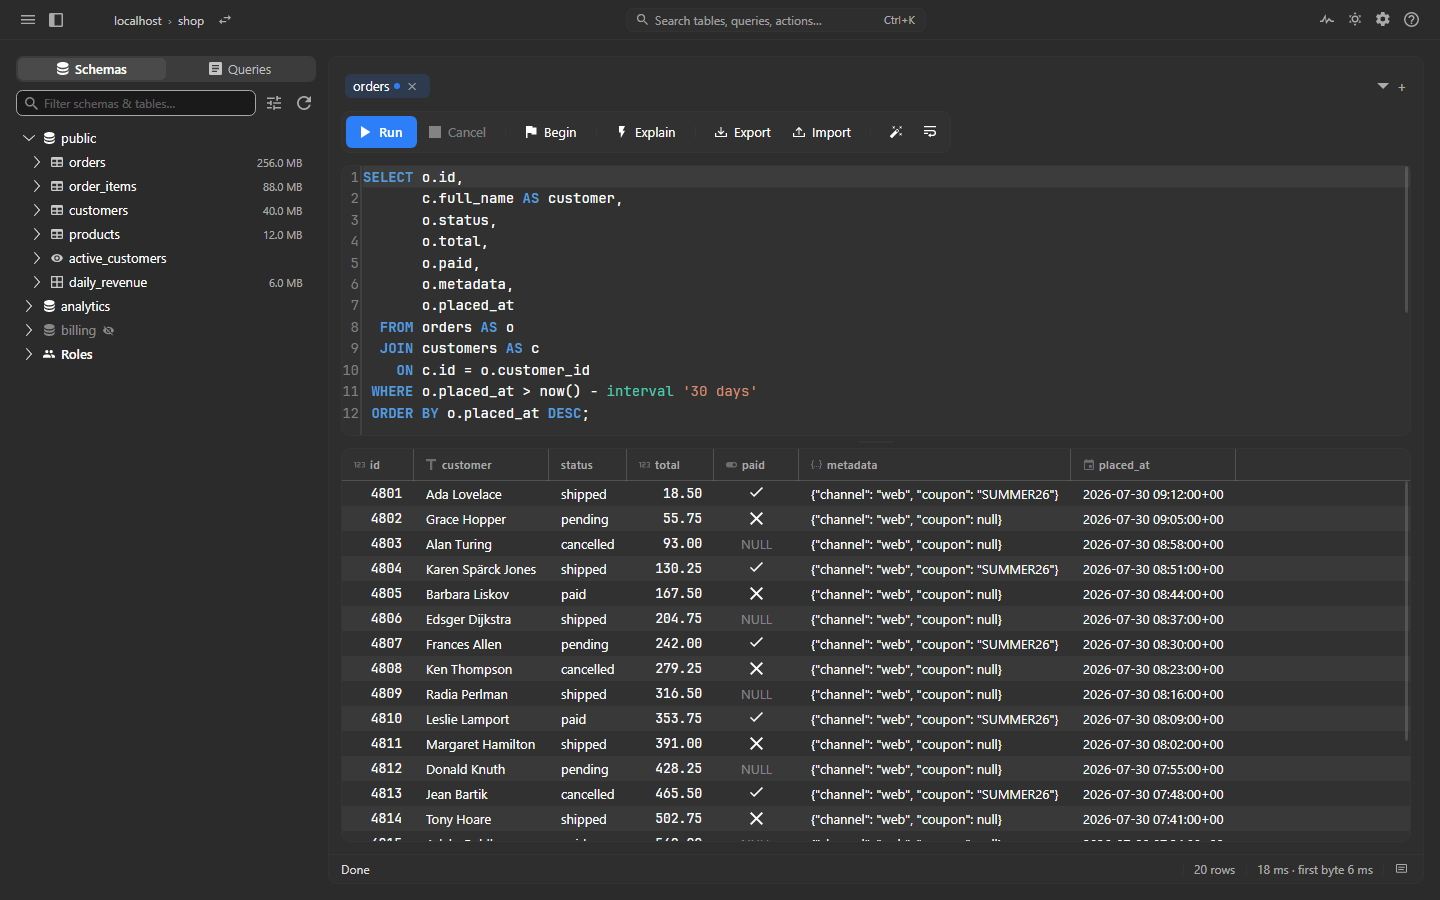 localhost › shop
Search tables, queries, actions... Ctrl+K
Schemas
Queries
Filter schemas & tables...
public
orders 256.0 MB
order_items 88.0 MB
customers 40.0 MB
products 12.0 MB
active_customers
daily_revenue 6.0 MB
analytics
billing
Roles
orders
Run Cancel Begin Explain Export Import
1 SELECT o.id,
2 c.full_name AS customer,
3 o.status,
4 o.total,
5 o.paid,
6 o.metadata,
7 o.placed_at
8 FROM orders AS o
9 JOIN customers AS c
10 ON c.id = o.customer_id
11 WHERE o.placed_at > now() - interval '30 days'
12 ORDER BY o.placed_at DESC;
123 id customer status 123 total paid {..} metadata placed_at
4801 Ada Lovelace shipped 18.50 {"channel": "web", "coupon": "SUMMER26"} 2026-07-30 09:12:00+00
4802 Grace Hopper pending 55.75 {"channel": "web", "coupon": null} 2026-07-30 09:05:00+00
4803 Alan Turing cancelled 93.00 NULL {"channel": "web", "coupon": null} 2026-07-30 08:58:00+00
4804 Karen Spärck Jones shipped 130.25 {"channel": "web", "coupon": "SUMMER26"} 2026-07-30 08:51:00+00
4805 Barbara Liskov paid 167.50 {"channel": "web", "coupon": null} 2026-07-30 08:44:00+00
4806 Edsger Dijkstra shipped 204.75 NULL {"channel": "web", "coupon": null} 2026-07-30 08:37:00+00
4807 Frances Allen pending 242.00 {"channel": "web", "coupon": "SUMMER26"} 2026-07-30 08:30:00+00
4808 Ken Thompson cancelled 279.25 {"channel": "web", "coupon": null} 2026-07-30 08:23:00+00
4809 Radia Perlman shipped 316.50 NULL {"channel": "web", "coupon": null} 2026-07-30 08:16:00+00
4810 Leslie Lamport paid 353.75 {"channel": "web", "coupon": "SUMMER26"} 2026-07-30 08:09:00+00
4811 Margaret Hamilton shipped 391.00 {"channel": "web", "coupon": null} 2026-07-30 08:02:00+00
4812 Donald Knuth pending 428.25 NULL {"channel": "web", "coupon": null} 2026-07-30 07:55:00+00
4813 Jean Bartik cancelled 465.50 {"channel": "web", "coupon": "SUMMER26"} 2026-07-30 07:48:00+00
4814 Tony Hoare shipped 502.75 {"channel": "web", "coupon": null} 2026-07-30 07:41:00+00
Done
20 rows 18 ms · first byte 6 ms